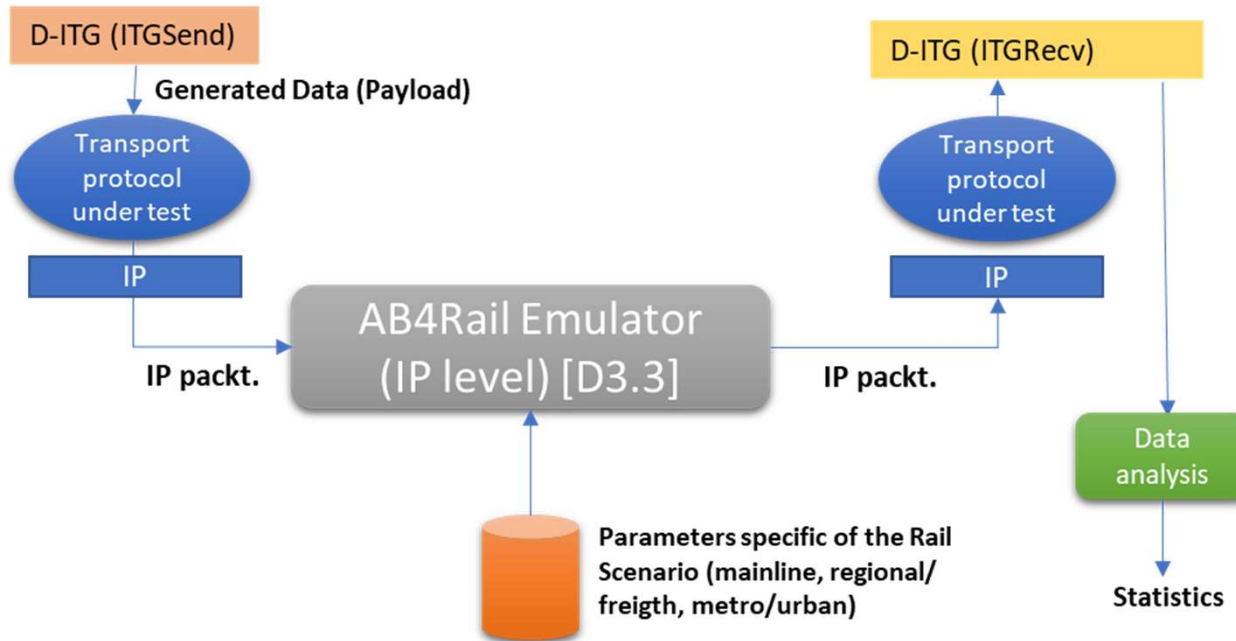 D-ITG (ITGSend)
Generated Data (Payload)
Transport
protocol
under test
IP
IP packt.
AB4Rail Emulator
(IP level) [D3.3]
IP packt.
D-ITG (ITGRecv)
Transport
protocol
under test
IP
Data
analysis
Statistics
Parameters specific of the Rail
Scenario (mainline, regional/
freigth, metro/urban)